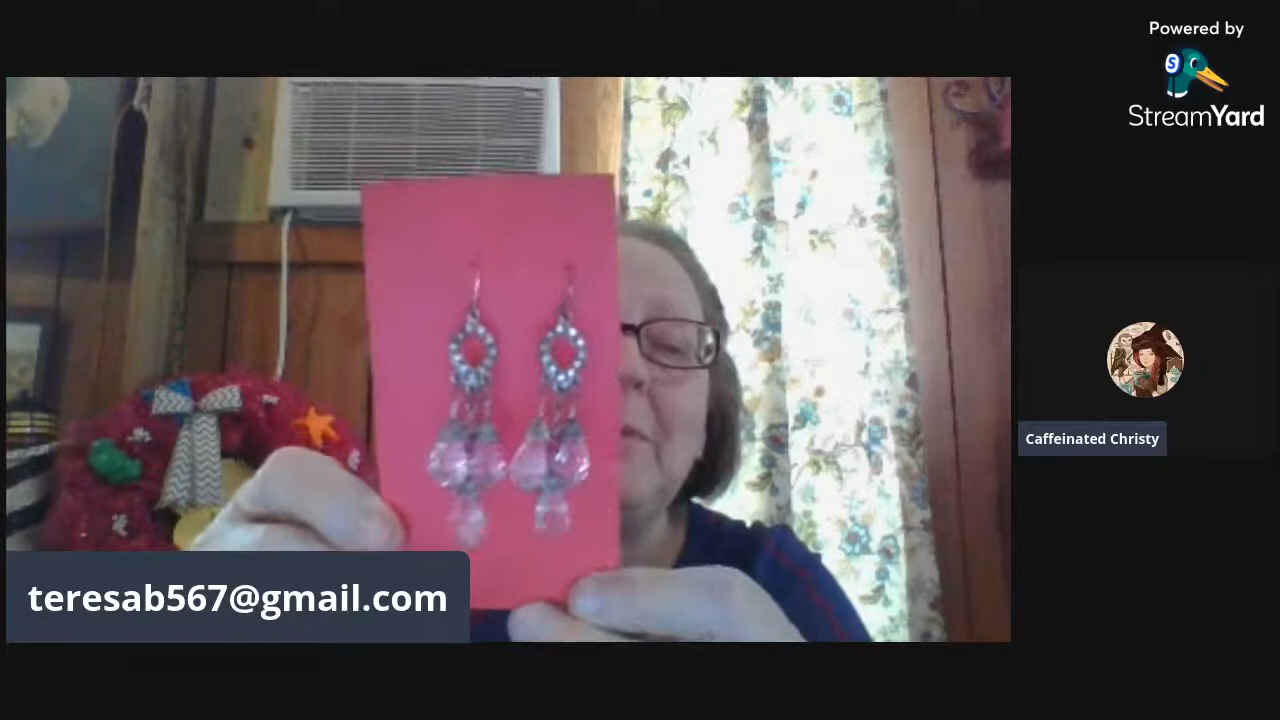 Powered by
S
StreamYard
Caffeinated Christy
teresab567@gmail.com